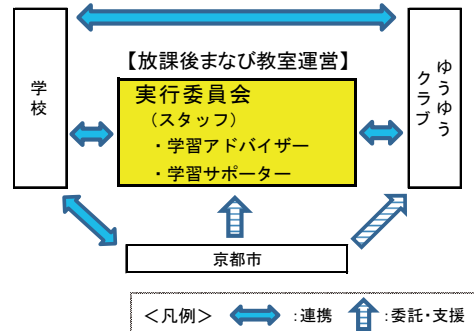 【放課後まなび教室運営】
学校
実行委員会
（スタッフ）
・学習アドバイザー
・学習サポーター
ゆうゆう
クラブ
京都市
＜凡例＞ :連携 :委託・支援